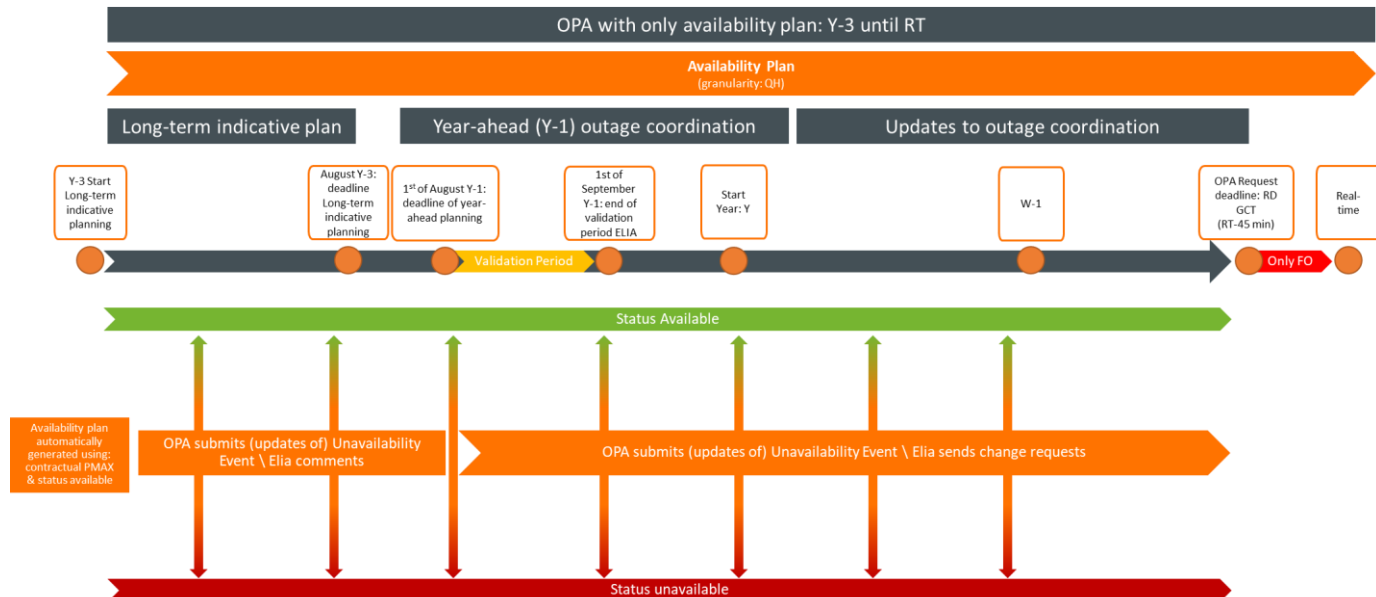 OPA with only availability plan: Y-3 until RT
Availability Plan
(granularity: QH)
Long-term indicative plan
Year-ahead (Y-1) outage coordination
Updates to outage coordination
Y-3 Start
Long-term
indicative
planning
August Y-3:
deadline
Long-term
indicative
planning
1st of August Y-1:
deadline of year-
ahead planning
1st of
September
Y-1: end of
validation
period ELIA
Start
Year: Y
W-1
OPA Request
deadline: RD
GCT
(RT-45 min)
Real-
time
Validation Period
Only FO
Status Available
Availability plan
automatically
generated using:
contractual PMAX
& status available
OPA submits (updates of) Unavailability
Event \ Elia comments
OPA submits (updates of) Unavailability Event \ Elia sends change requests
Status unavailable